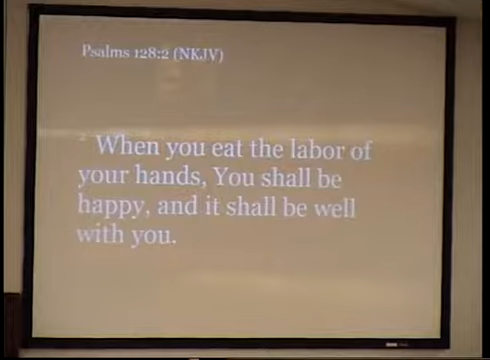 Psalms 128:2 (NKJV)
2 When you eat the labor of
your hands, You shall be
happy, and it shall be well
with you.